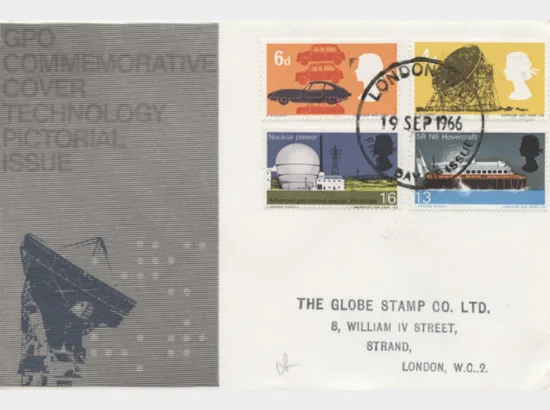 GPO
COMMEMORATIVE
COVER
TECHNOLOGY
PICTORIAL
ISSUE
6d
4d
LONDON
19 SEP 1966
FIRST DAY OF ISSUE
Nuclear power
1'6
SR N6 Hovercraft
1'3
THE GLOBE STAMP CO. LTD.
8, WILLIAM IV STREET,
STRAND,
LONDON, W.C..2.